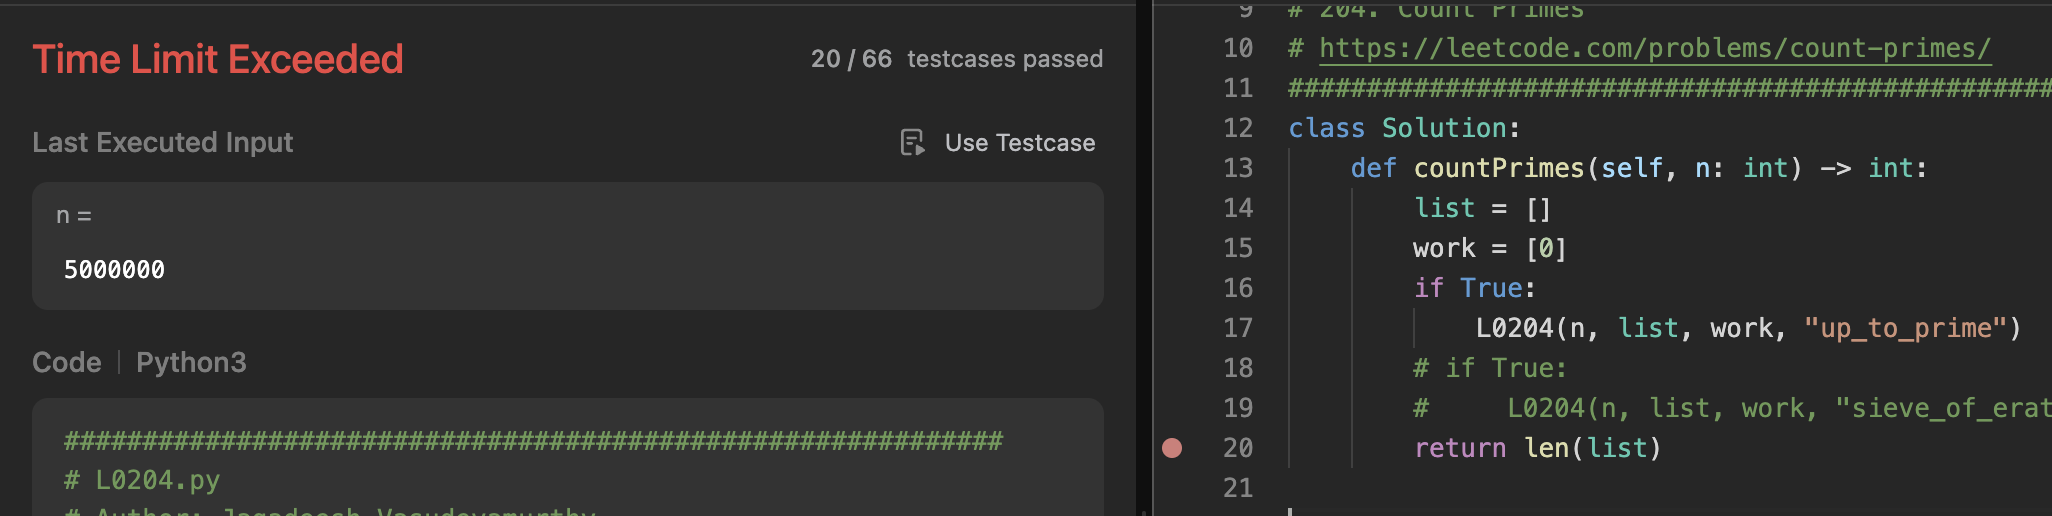 Time Limit Exceeded
20 / 66 testcases passed
Last Executed Input
Use Testcase
n =
5000000
Code | Python3
############################################################
# L0204.py
# Author: Jagadeesh Vasudevamurthy
9 # 204. Count Primes
10 # https://leetcode.com/problems/count-primes/
11 #################################################
12 class Solution:
13 def countPrimes(self, n: int) -> int:
14 list = []
15 work = [0]
16 if True:
17 L0204(n, list, work, "up_to_prime")
18 # if True:
19 # L0204(n, list, work, "sieve_of_erat
20 return len(list)
21